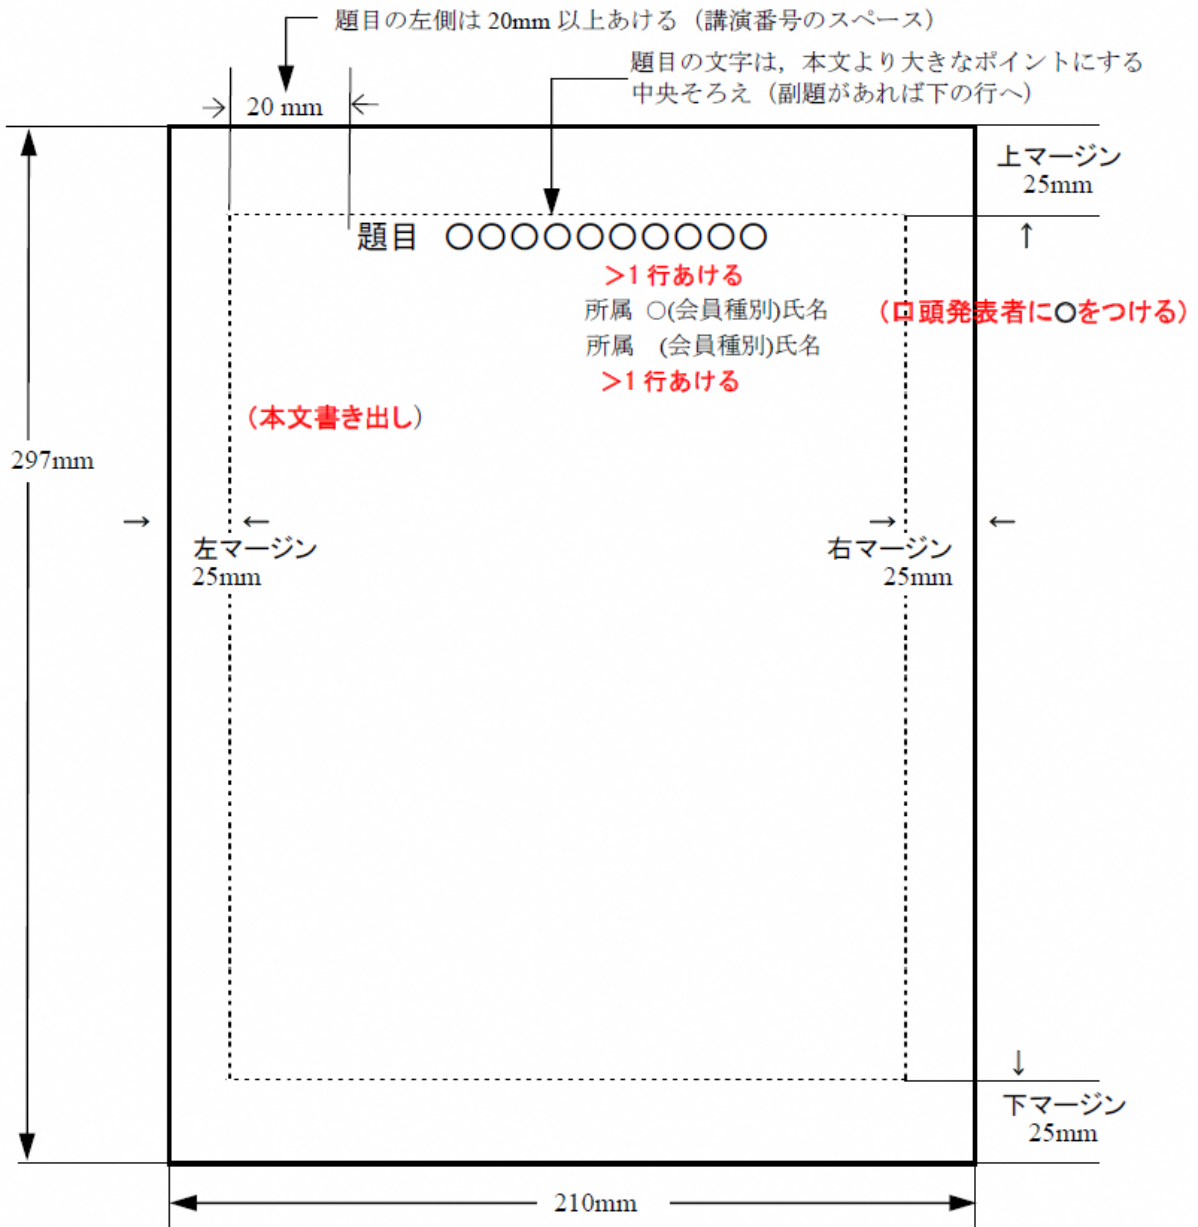 題目の左側は 20mm 以上あける（講演番号のスペース）
題目の文字は，本文より大きなポイントにする
中央そろえ（副題があれば下の行へ）
20 mm
上マージン
25mm
題目 ○○○○○○○○○○
↑
＞1 行あける
所属 ○(会員種別)氏名 （口頭発表者に○をつける）
所属 (会員種別)氏名
＞1 行あける
（本文書き出し）
297mm
→ ← → ←
左マージン
25mm
右マージン
25mm
↓
下マージン
25mm
210mm